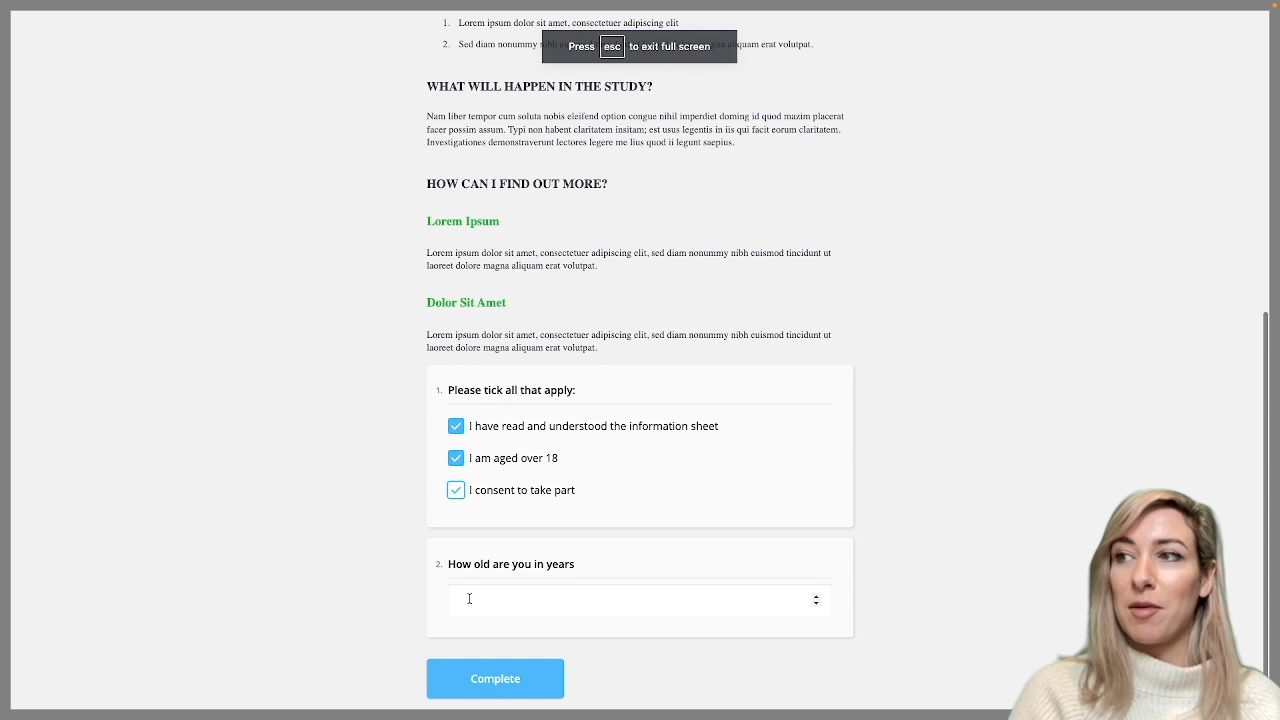 1. Lorem ipsum dolor sit amet, consectetuer adipiscing elit
2. Sed diam nonummy aliquam erat volutpat.
Press esc to exit full screen
WHAT WILL HAPPEN IN THE STUDY?
Nam liber tempor cum soluta nobis eleifend option congue nihil imperdiet doming id quod mazim placerat
facer possim assum. Typi non habent claritatem insitam; est usus legentis in iis qui facit eorum claritatem.
Investigationes demonstraverunt lectores legere me lius quod ii legunt saepius.
HOW CAN I FIND OUT MORE?
Lorem Ipsum
Lorem ipsum dolor sit amet, consectetuer adipiscing elit, sed diam nonummy nibh euismod tincidunt ut
laoreet dolore magna aliquam erat volutpat.
Dolor Sit Amet
Lorem ipsum dolor sit amet, consectetuer adipiscing elit, sed diam nonummy nibh euismod tincidunt ut
laoreet dolore magna aliquam erat volutpat.
1. Please tick all that apply:
I have read and understood the information sheet
I am aged over 18
I consent to take part
2. How old are you in years
Complete